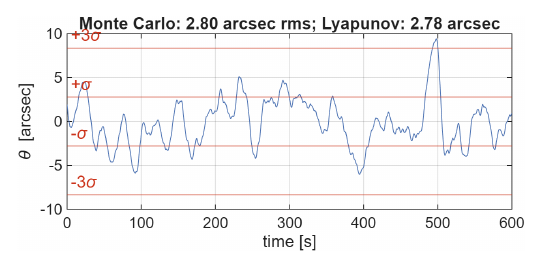 Monte Carlo: 2.80 arcsec rms; Lyapunov: 2.78 arcsec
10
+3σ
5
+σ
0
-σ
-5
-3σ
-10
θ [arcsec]
0 100 200 300 400 500 600
time [s]